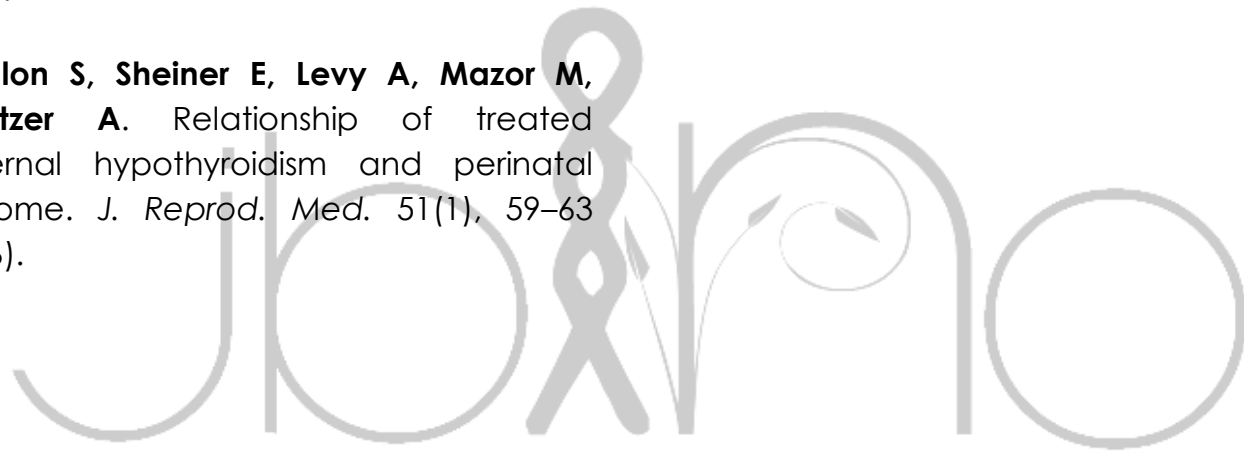 lon S, Sheiner E, Levy A, Mazor M,
tzer A. Relationship of treated
ernal hypothyroidism and perinatal
ome. J. Reprod. Med. 51(1), 59–63
).
jbino